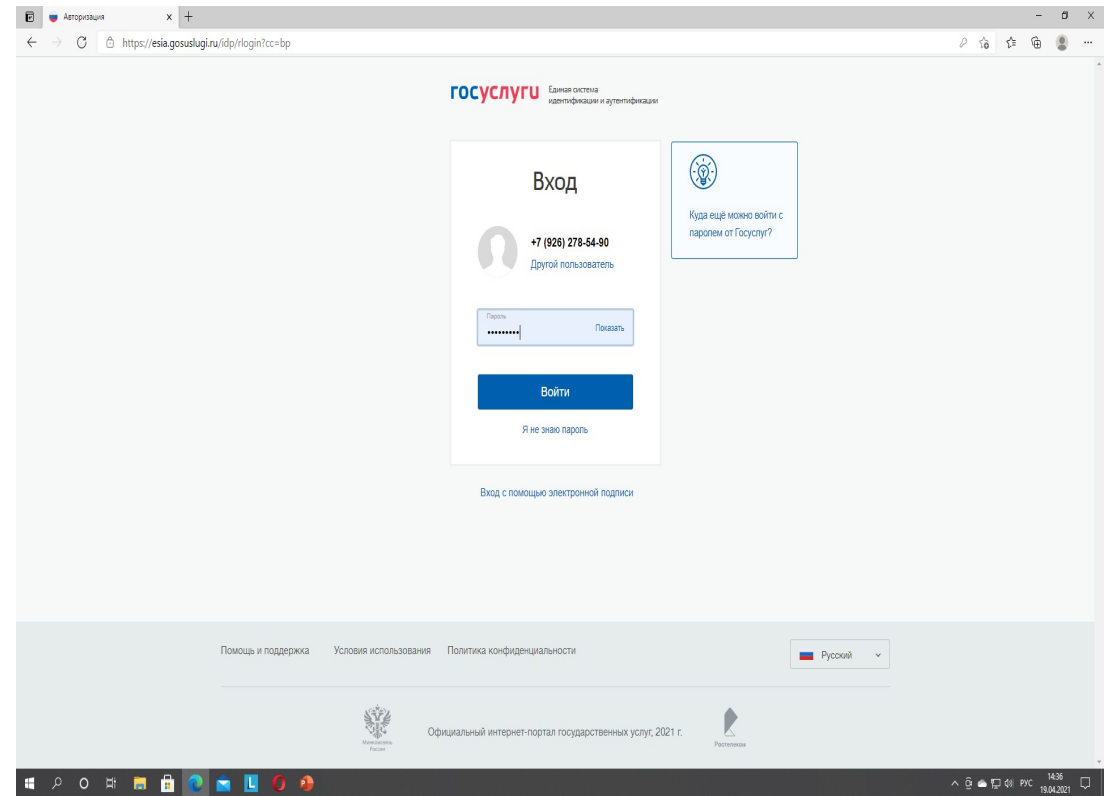 Авторизация
https://esia.gosuslugi.ru/idp/rlogin?cc=bp
госуслуги
Единая система
идентификации и аутентификации
Вход
+7 (926) 278-54-90
Другой пользователь
Пароль
Показать
Войти
Я не знаю пароль
Вход с помощью электронной подписи
Куда ещё можно войти с
паролем от Госуслуг?
Помощь и поддержка Условия использования Политика конфиденциальности
Русский
Минкомсвязь
России
Официальный интернет-портал государственных услуг, 2021 г.
Ростелеком
РУС
14:36
19.04.2021